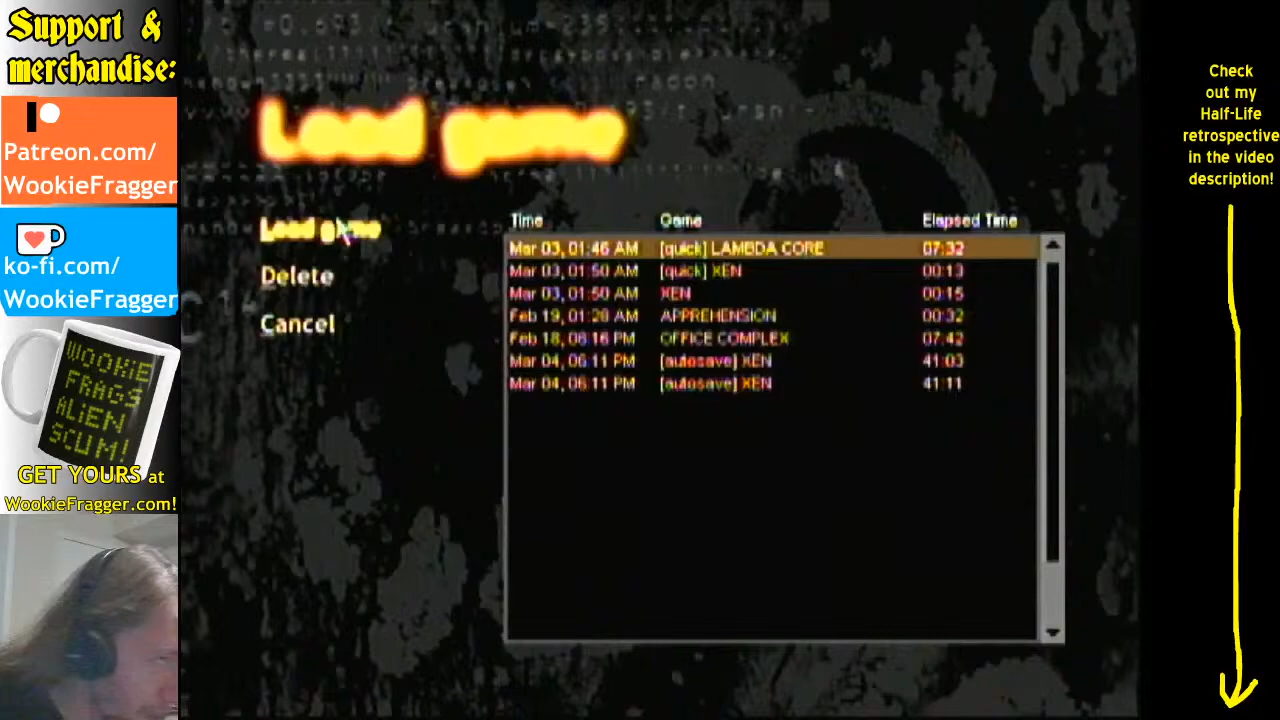 Support &
merchandise:
Patreon.com/
WookieFragger
ko-fi.com/
WookieFragger
WOOKiE
FRAGS
ALiEN
SCUM!
GET YOURS at
WookieFragger.com!
Load game
Load game
Delete
Cancel
Time Game Elapsed Time
Mar 03, 01:46 AM [quick] LAMBDA CORE 07:32
Mar 03, 01:50 AM [quick] XEN 00:13
Mar 03, 01:50 AM XEN 00:15
Feb 19, 01:28 AM APPREHENSION 00:32
Feb 18, 06:16 PM OFFICE COMPLEX 07:42
Mar 04, 06:11 PM [autosave] XEN 41:03
Mar 04, 06:11 PM [autosave] XEN 41:11
Check
out my
Half-Life
retrospective
in the video
description!